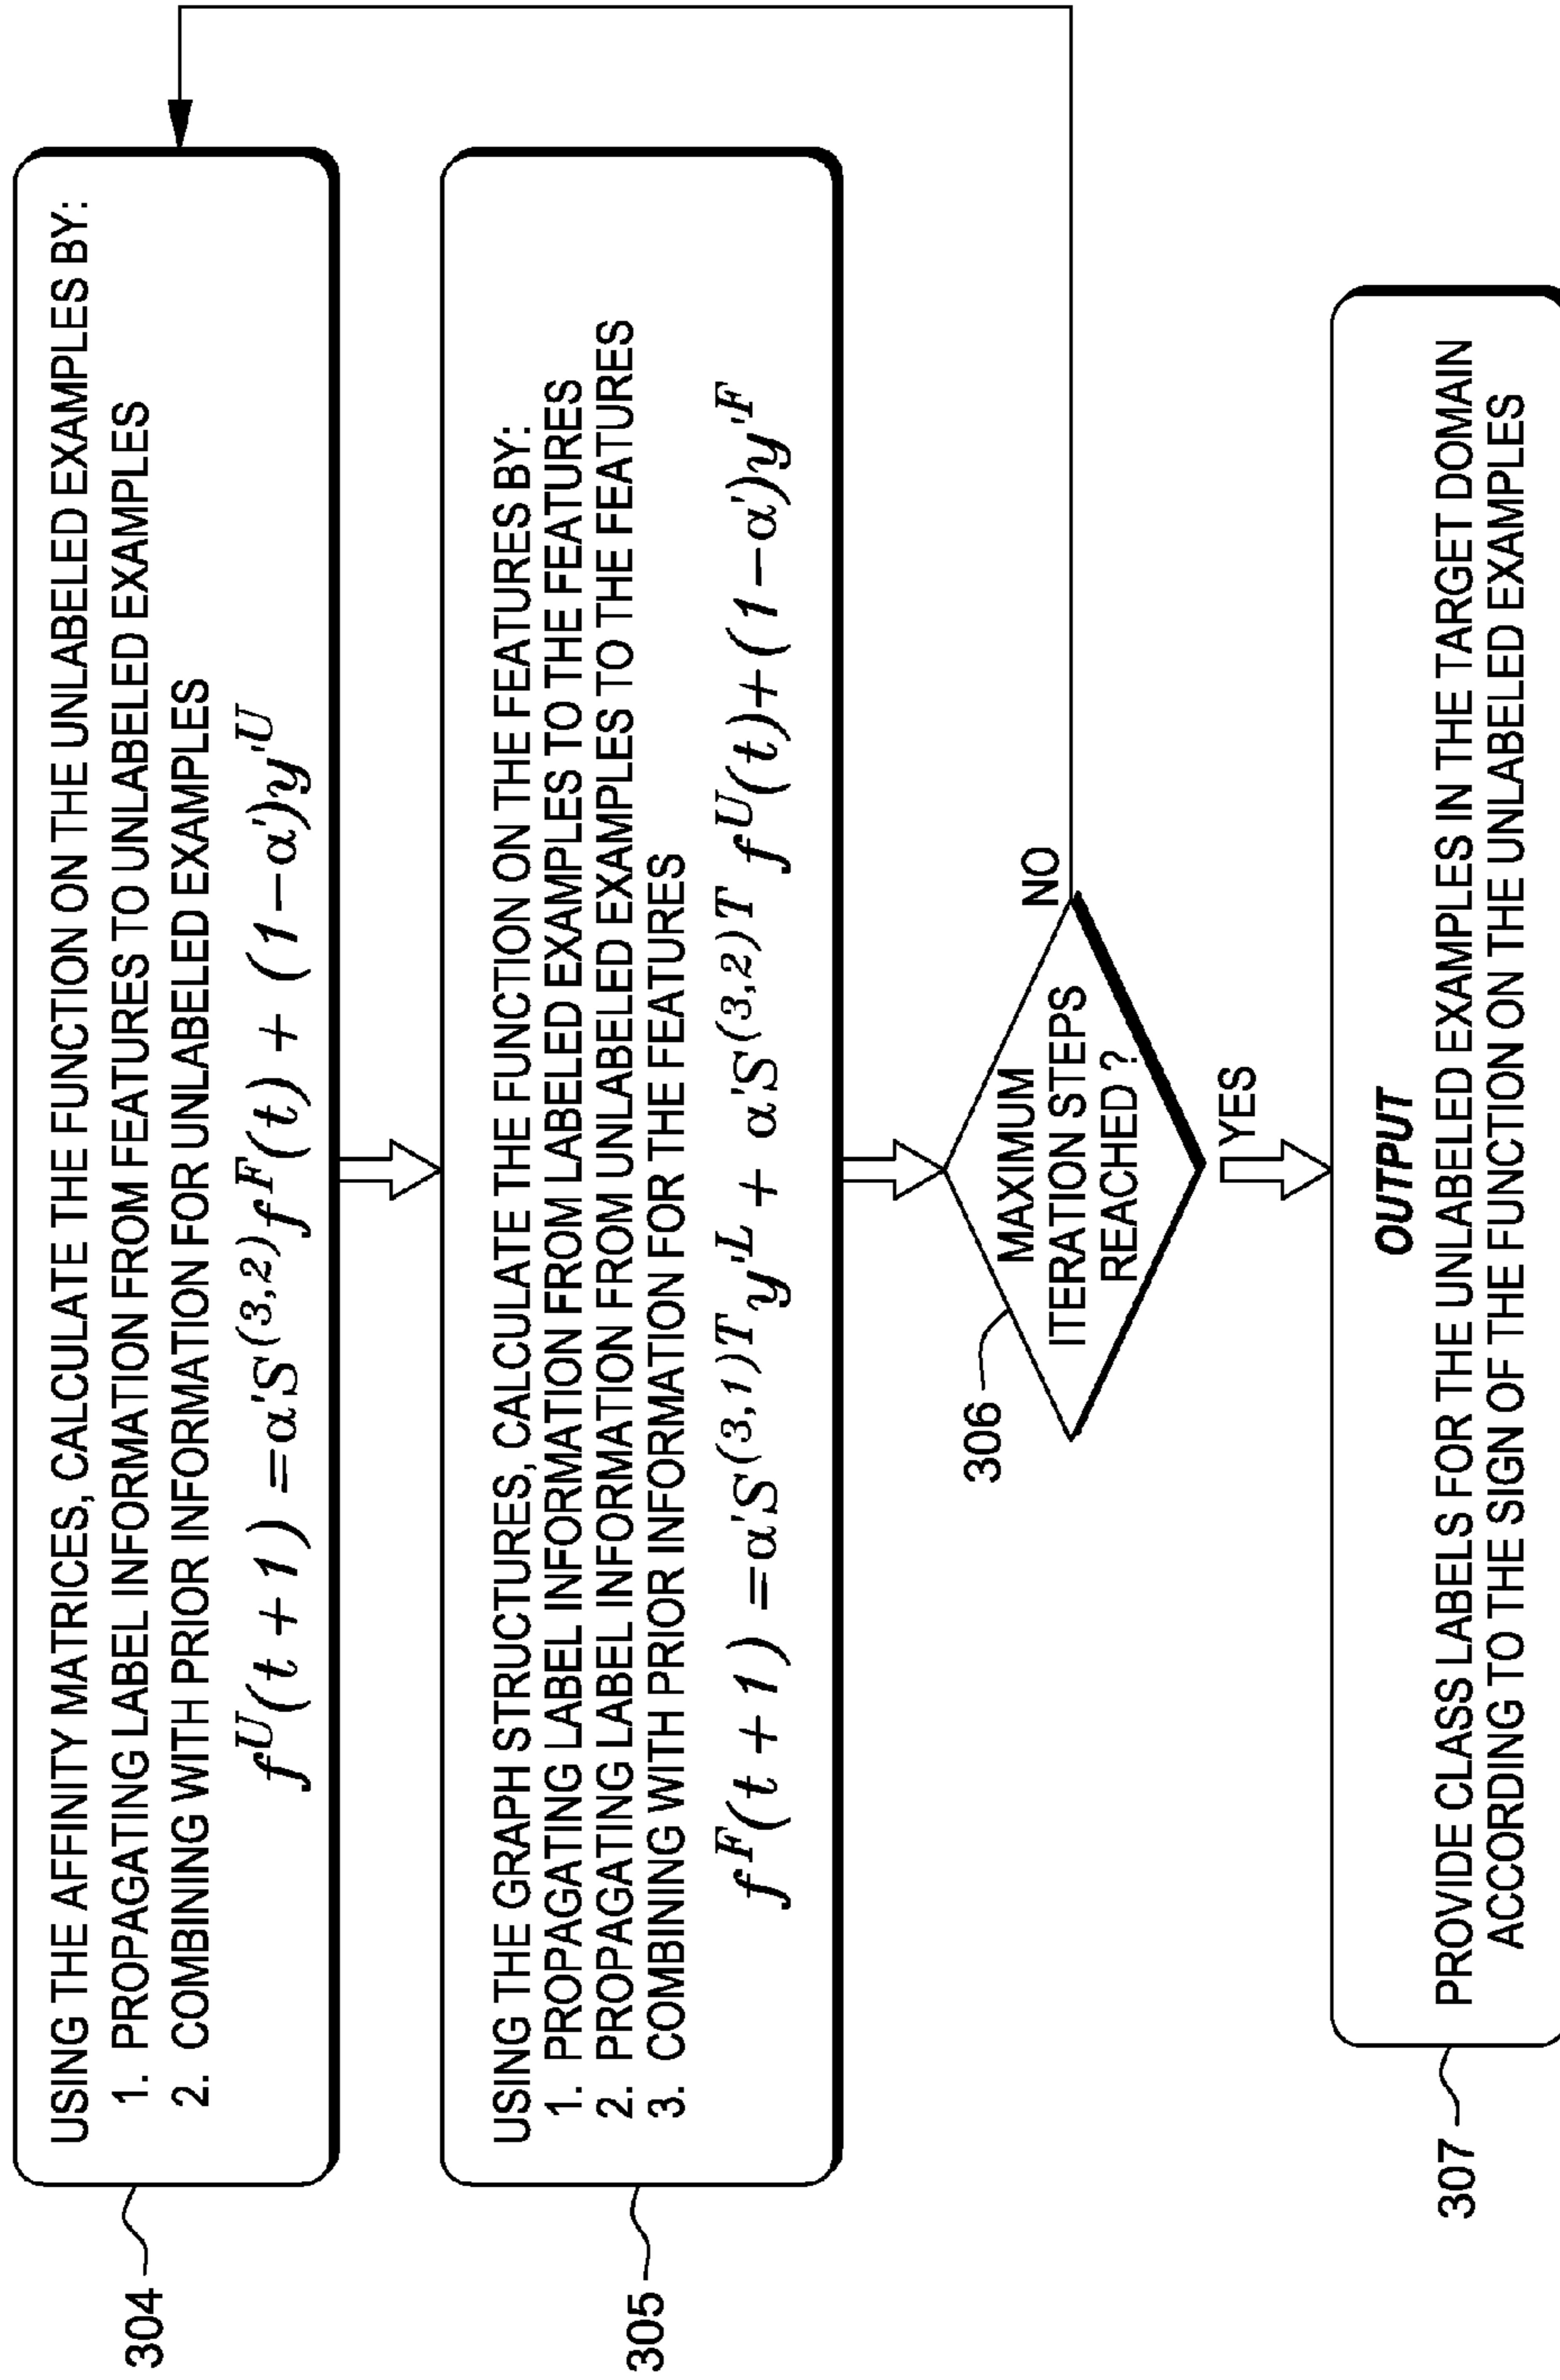 304
USING THE AFFINITY MATRICES, CALCULATE THE FUNCTION ON THE UNLABELED EXAMPLES BY:
1. PROPAGATING LABEL INFORMATION FROM FEATURES TO UNLABELED EXAMPLES
2. COMBINING WITH PRIOR INFORMATION FOR UNLABELED EXAMPLES
f^U(t+1) = α'S^(3,2) f^F(t) + (1-α')y'^U
305
USING THE GRAPH STRUCTURES, CALCULATE THE FUNCTION ON THE FEATURES BY:
1. PROPAGATING LABEL INFORMATION FROM LABELED EXAMPLES TO THE FEATURES
2. PROPAGATING LABEL INFORMATION FROM UNLABELED EXAMPLES TO THE FEATURES
3. COMBINING WITH PRIOR INFORMATION FOR THE FEATURES
f^F(t+1) = α'S^(3,1)T y'^L + α'S^(3,2)T f^U(t) + (1-α')y'^F
306
MAXIMUM
ITERATION STEPS
REACHED ?
NO
YES
307
OUTPUT
PROVIDE CLASS LABELS FOR THE UNLABELED EXAMPLES IN THE TARGET DOMAIN
ACCORDING TO THE SIGN OF THE FUNCTION ON THE UNLABELED EXAMPLES